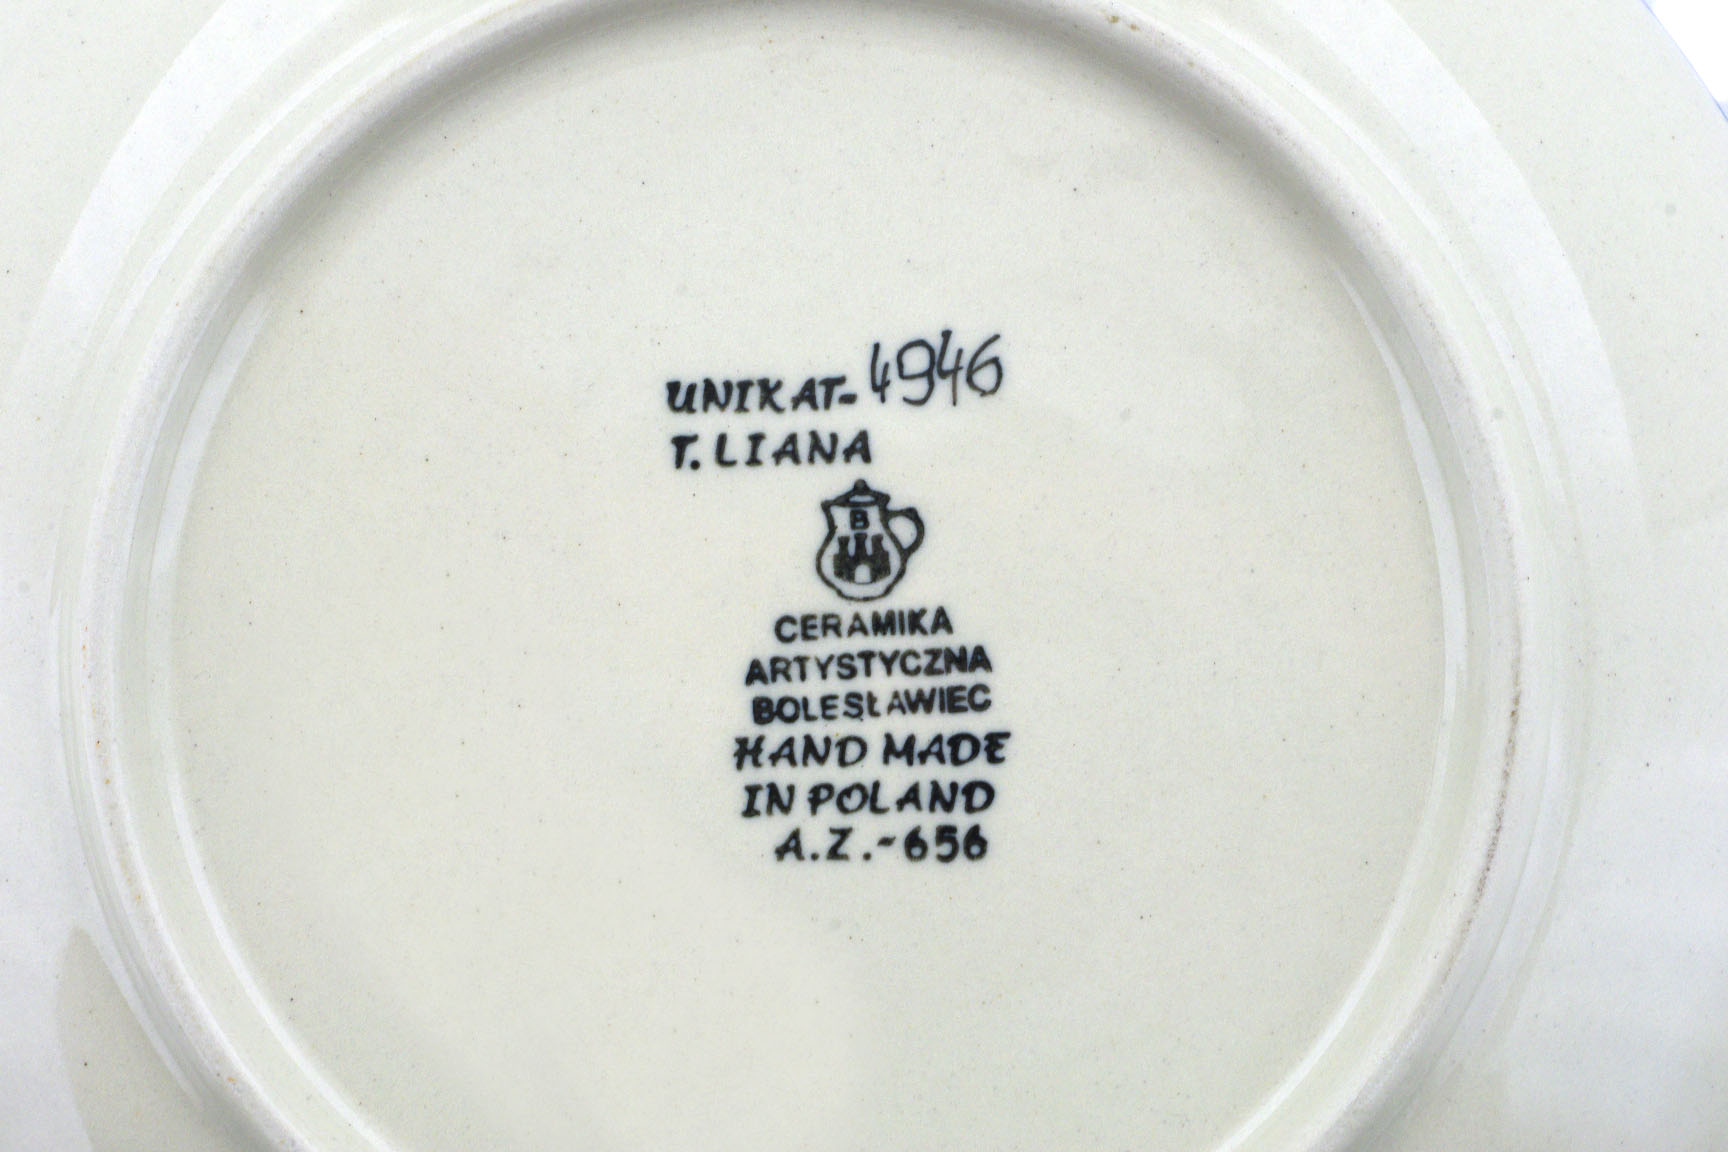 UNIKAT-4946
T. LIANA
B
CERAMIKA
ARTYSTYCZNA
BOLESŁAWIEC
HAND MADE
IN POLAND
A.Z.-656